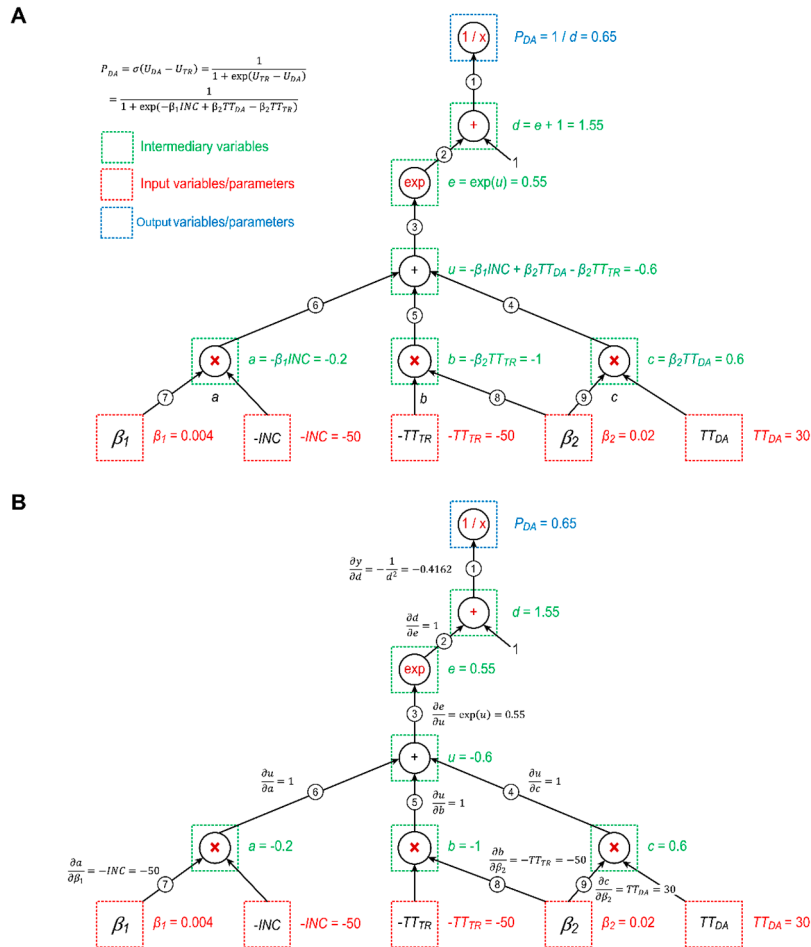 A
1 / x
P_DA = 1 / d = 0.65
P_DA = σ(U_DA − U_TR) = 1 / (1 + exp(U_TR − U_DA))
= 1 / (1 + exp(−β₁INC + β₂TT_DA − β₂TT_TR))
1
+
d = e + 1 = 1.55
2
1
Intermediary variables
exp
e = exp(u) = 0.55
Input variables/parameters
3
Output variables/parameters
+
u = -β₁INC + β₂TT_DA - β₂TT_TR = -0.6
6
5
4
×
a = -β₁INC = -0.2
×
b = -β₂TT_TR = -1
×
c = β₂TT_DA = 0.6
7
a
b
8
9
c
β₁
β₁ = 0.004
-INC
-INC = -50
-TT_TR
-TT_TR = -50
β₂
β₂ = 0.02
TT_DA
TT_DA = 30
B
1 / x
P_DA = 0.65
∂y/∂d = −1/d² = −0.4162
1
+
d = 1.55
∂d/∂e = 1
2
1
exp
e = 0.55
3
∂e/∂u = exp(u) = 0.55
+
u = -0.6
∂u/∂a = 1
6
5
∂u/∂b = 1
4
∂u/∂c = 1
×
a = -0.2
×
b = -1
×
c = 0.6
∂a/∂β₁ = −INC = −50
7
∂b/∂β₂ = −TT_TR = −50
8
9
∂c/∂β₂ = TT_DA = 30
β₁
β₁ = 0.004
-INC
-INC = -50
-TT_TR
-TT_TR = -50
β₂
β₂ = 0.02
TT_DA
TT_DA = 30